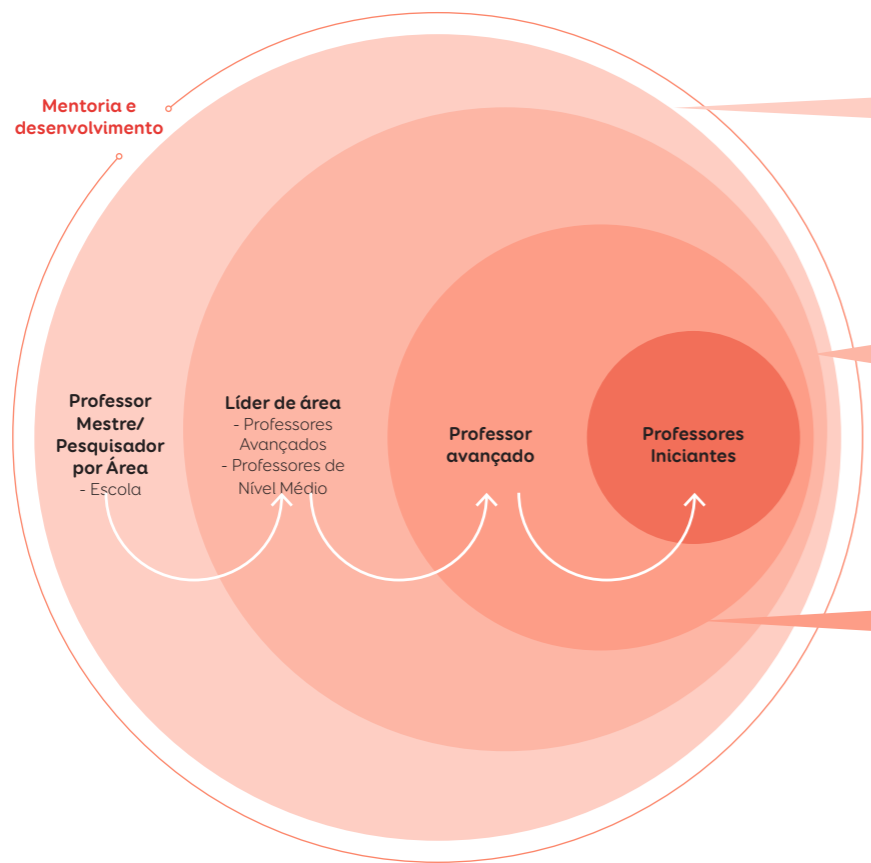 Mentoria e
desenvolvimento
Professor
Mestre/
Pesquisador
por Área
- Escola
Líder de área
- Professores
Avançados
- Professores de
Nível Médio
Professor
avançado
Professores
Iniciantes